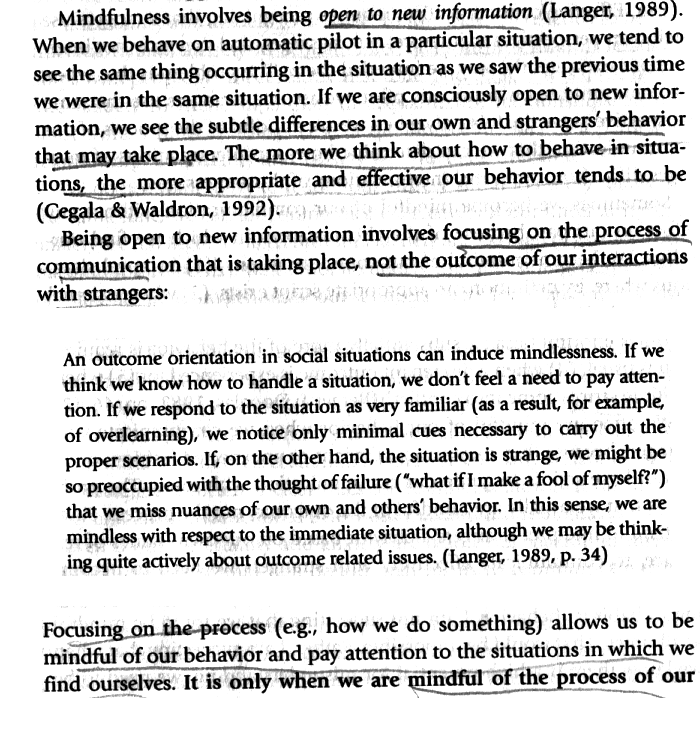 Mindfulness involves being open to new information (Langer, 1989).
When we behave on automatic pilot in a particular situation, we tend to
see the same thing occurring in the situation as we saw the previous time
we were in the same situation. If we are consciously open to new infor-
mation, we see the subtle differences in our own and strangers' behavior
that may take place. The more we think about how to behave in situa-
tions, the more appropriate and effective our behavior tends to be
(Cegala & Waldron, 1992).
Being open to new information involves focusing on the process of
communication that is taking place, not the outcome of our interactions
with strangers:
An outcome orientation in social situations can induce mindlessness. If we
think we know how to handle a situation, we don't feel a need to pay atten-
tion. If we respond to the situation as very familiar (as a result, for example,
of overlearning), we notice only minimal cues necessary to carry out the
proper scenarios. If, on the other hand, the situation is strange, we might be
so preoccupied with the thought of failure ("what if I make a fool of myself?")
that we miss nuances of our own and others' behavior. In this sense, we are
mindless with respect to the immediate situation, although we may be think-
ing quite actively about outcome related issues. (Langer, 1989, p. 34)
Focusing on the process (e.g., how we do something) allows us to be
mindful of our behavior and pay attention to the situations in which we
find ourselves. It is only when we are mindful of the process of our